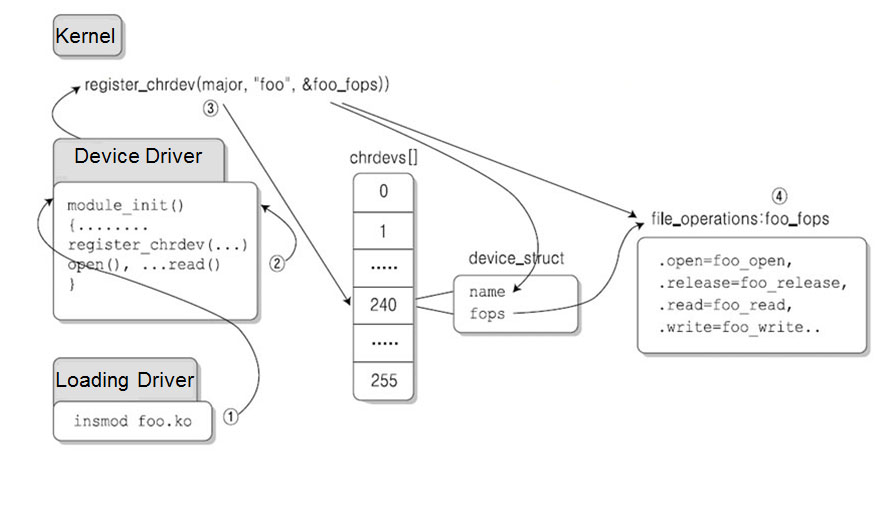 Kernel
register_chrdev(major, "foo", &foo_fops))
③
Device Driver
module_init()
{........
register_chrdev(...)
open(), ...read()
}
②
Loading Driver
insmod foo.ko
①
chrdevs[]
0
1
.....
240
.....
255
device_struct
name
fops
④
file_operations:foo_fops
.open=foo_open,
.release=foo_release,
.read=foo_read,
.write=foo_write..